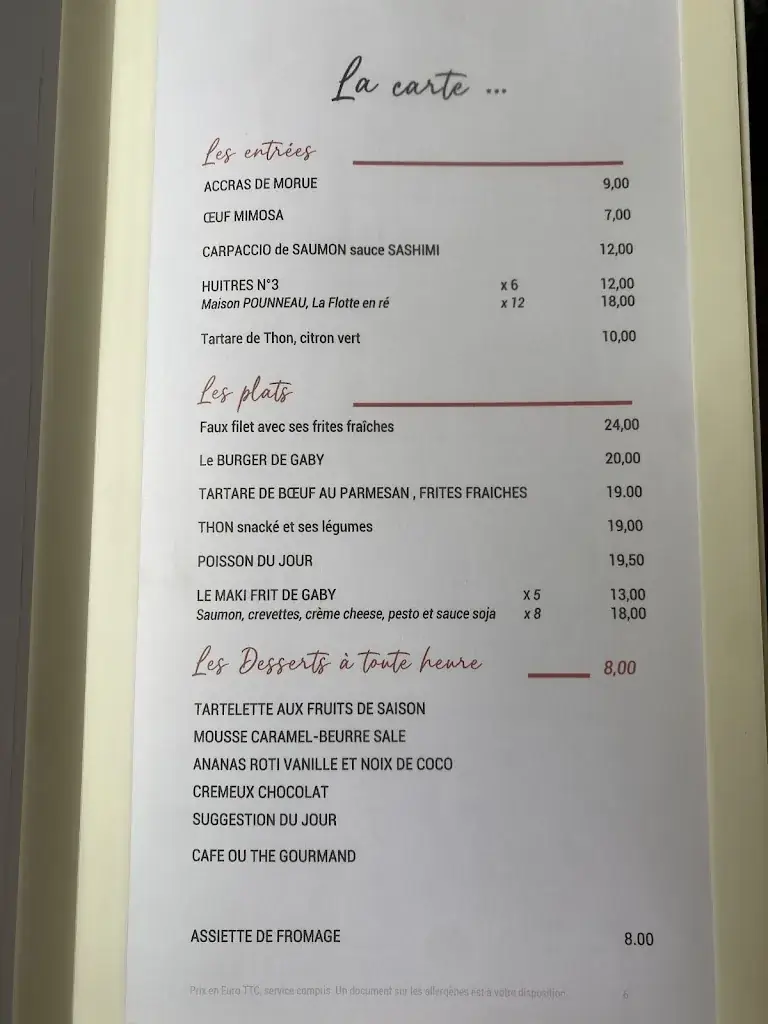 La carte ...
Les entrées
ACCRAS DE MORUE 9,00
ŒUF MIMOSA 7,00
CARPACCIO de SAUMON sauce SASHIMI 12,00
HUITRES N°3 x 6 12,00
Maison POUNNEAU, La Flotte en ré x 12 18,00
Tartare de Thon, citron vert 10,00
Les plats
Faux filet avec ses frites fraîches 24,00
Le BURGER DE GABY 20,00
TARTARE DE BŒUF AU PARMESAN , FRITES FRAICHES 19.00
THON snacké et ses légumes 19,00
POISSON DU JOUR 19,50
LE MAKI FRIT DE GABY x 5 13,00
Saumon, crevettes, crème cheese, pesto et sauce soja x 8 18,00
Les Desserts à toute heure 8,00
TARTELETTE AUX FRUITS DE SAISON
MOUSSE CARAMEL-BEURRE SALE
ANANAS ROTI VANILLE ET NOIX DE COCO
CREMEUX CHOCOLAT
SUGGESTION DU JOUR
CAFE OU THE GOURMAND
ASSIETTE DE FROMAGE 8.00
Prix en Euro TTC, service compris. Un document sur les allergènes est à votre disposition 6